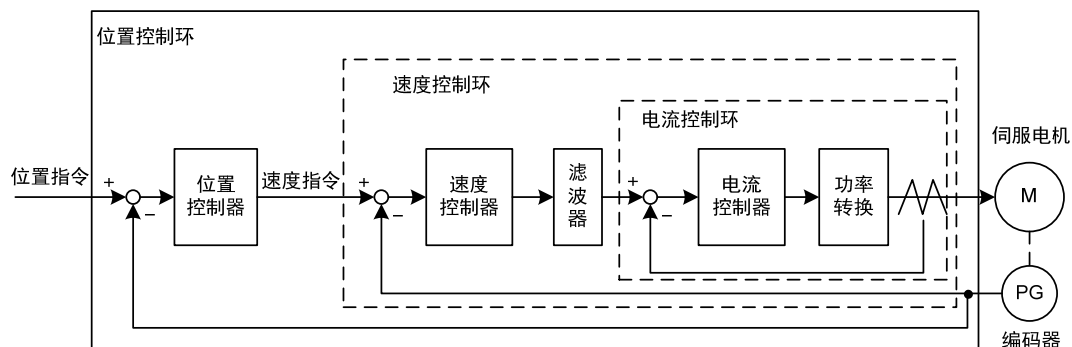 位置控制环
速度控制环
电流控制环
伺服电机
位置指令
+
−
位置
控制器
速度指令
+
−
速度
控制器
滤
波
器
+
−
电流
控制器
功率
转换
M
PG
编码器